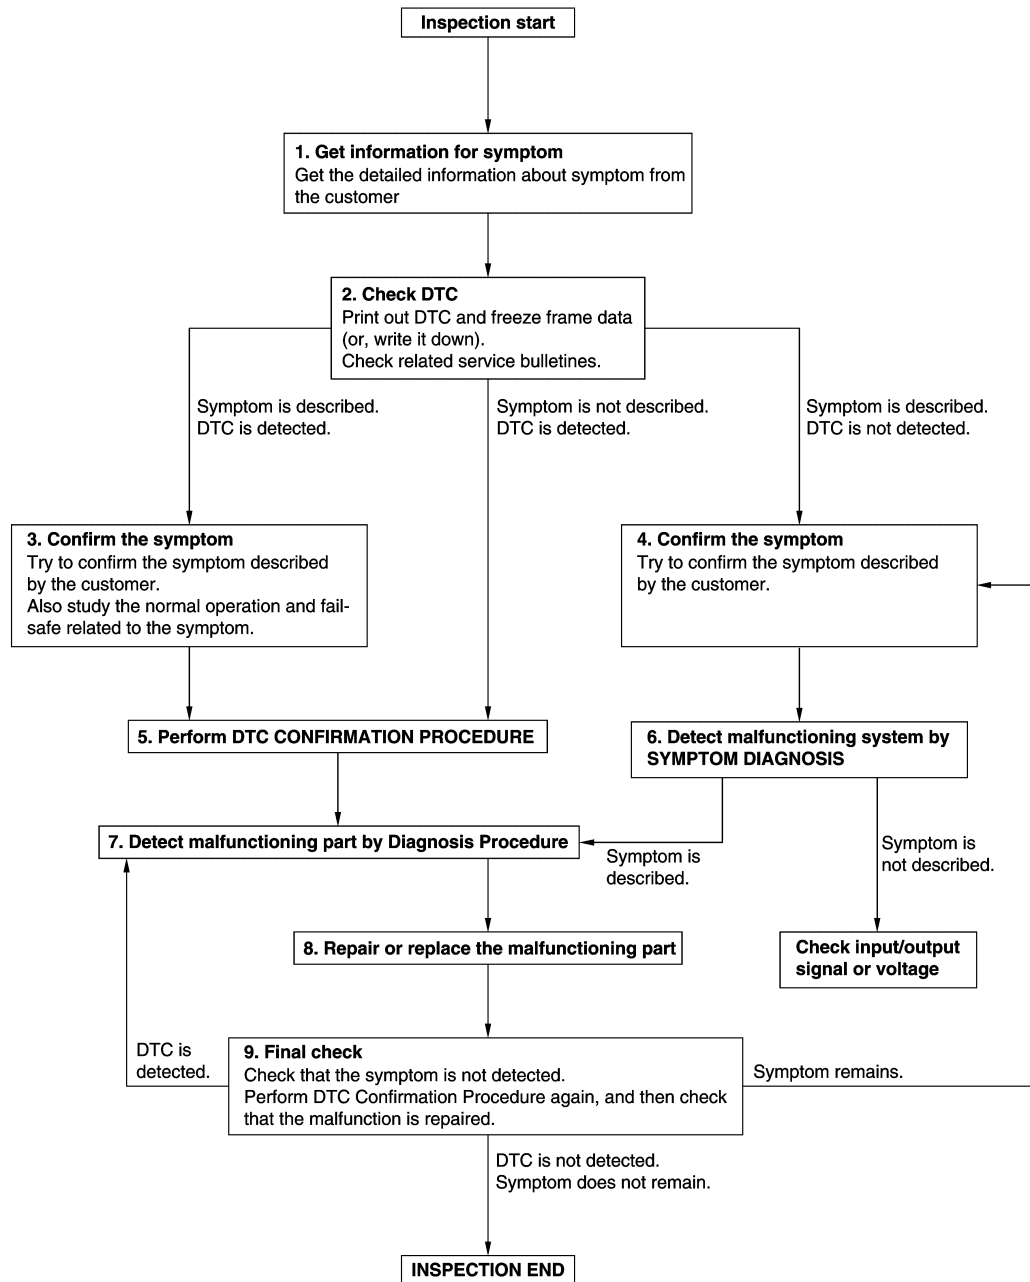 Inspection start
1. Get information for symptom
Get the detailed information about symptom from
the customer
2. Check DTC
Print out DTC and freeze frame data
(or, write it down).
Check related service bulletines.
Symptom is described.
DTC is detected.
Symptom is not described.
DTC is detected.
Symptom is described.
DTC is not detected.
3. Confirm the symptom
Try to confirm the symptom described
by the customer.
Also study the normal operation and fail-
safe related to the symptom.
4. Confirm the symptom
Try to confirm the symptom described
by the customer.
5. Perform DTC CONFIRMATION PROCEDURE
6. Detect malfunctioning system by
SYMPTOM DIAGNOSIS
7. Detect malfunctioning part by Diagnosis Procedure
Symptom is
described.
Symptom is
not described.
8. Repair or replace the malfunctioning part
Check input/output
signal or voltage
DTC is
detected.
9. Final check
Check that the symptom is not detected.
Perform DTC Confirmation Procedure again, and then check
that the malfunction is repaired.
Symptom remains.
DTC is not detected.
Symptom does not remain.
INSPECTION END